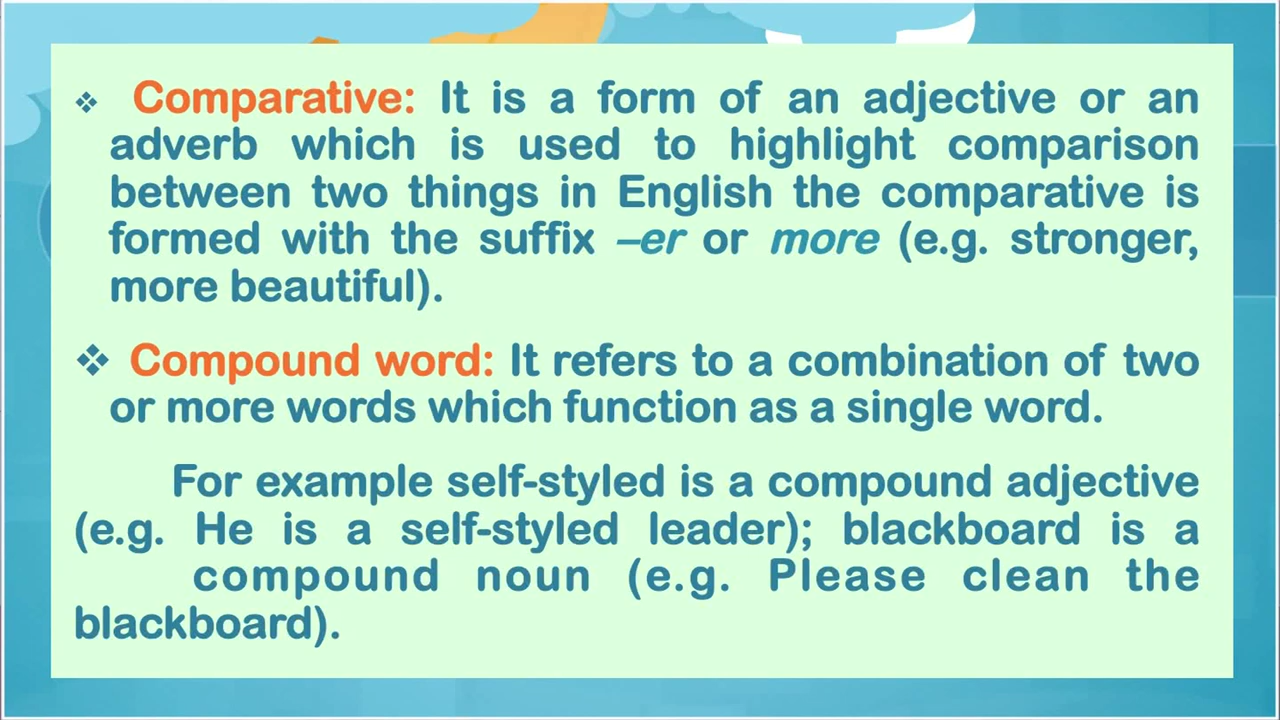 ❖ Comparative: It is a form of an adjective or an
adverb which is used to highlight comparison
between two things in English the comparative is
formed with the suffix –er or more (e.g. stronger,
more beautiful).
❖ Compound word: It refers to a combination of two
or more words which function as a single word.
For example self-styled is a compound adjective
(e.g. He is a self-styled leader); blackboard is a
compound noun (e.g. Please clean the
blackboard).